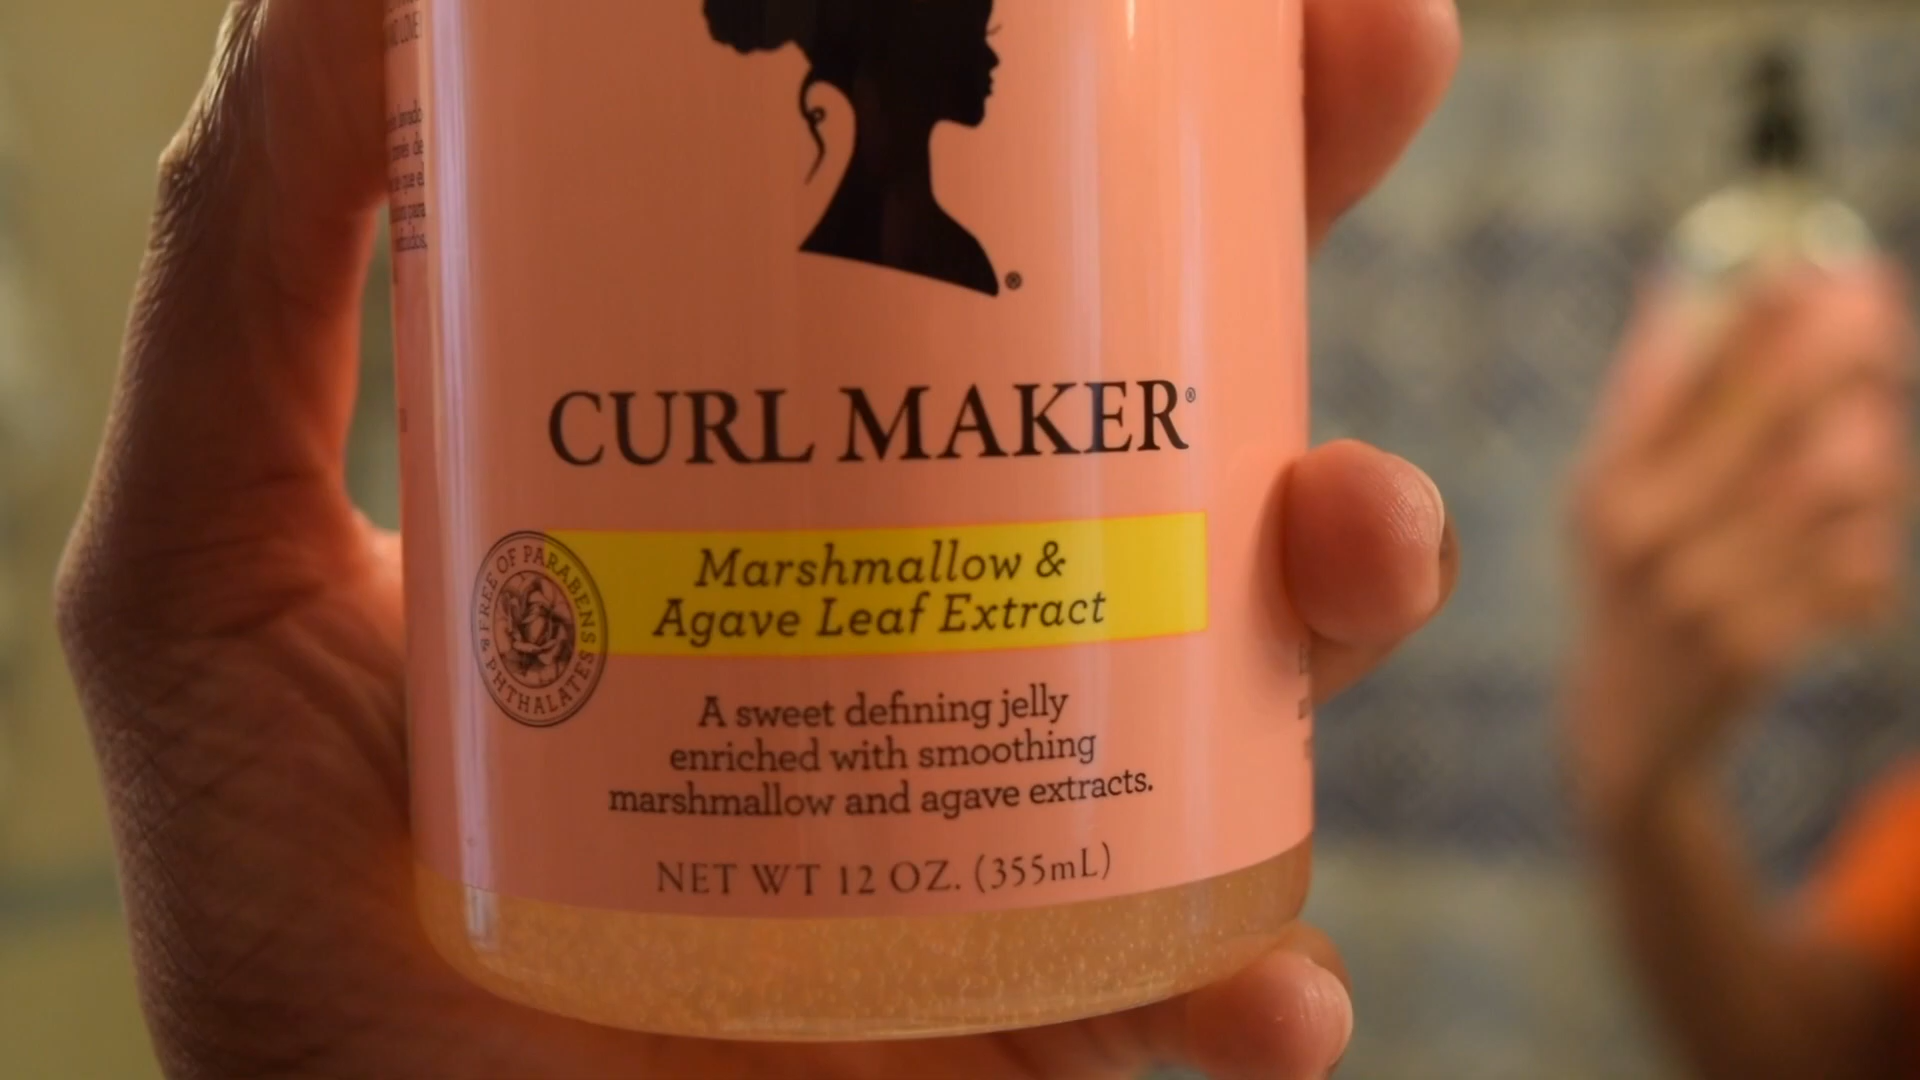 CURL MAKER®
Marshmallow &
Agave Leaf Extract
FREE OF PARABENS
& PHTHALATES
A sweet defining jelly
enriched with smoothing
marshmallow and agave extracts.
NET WT 12 OZ. (355mL)